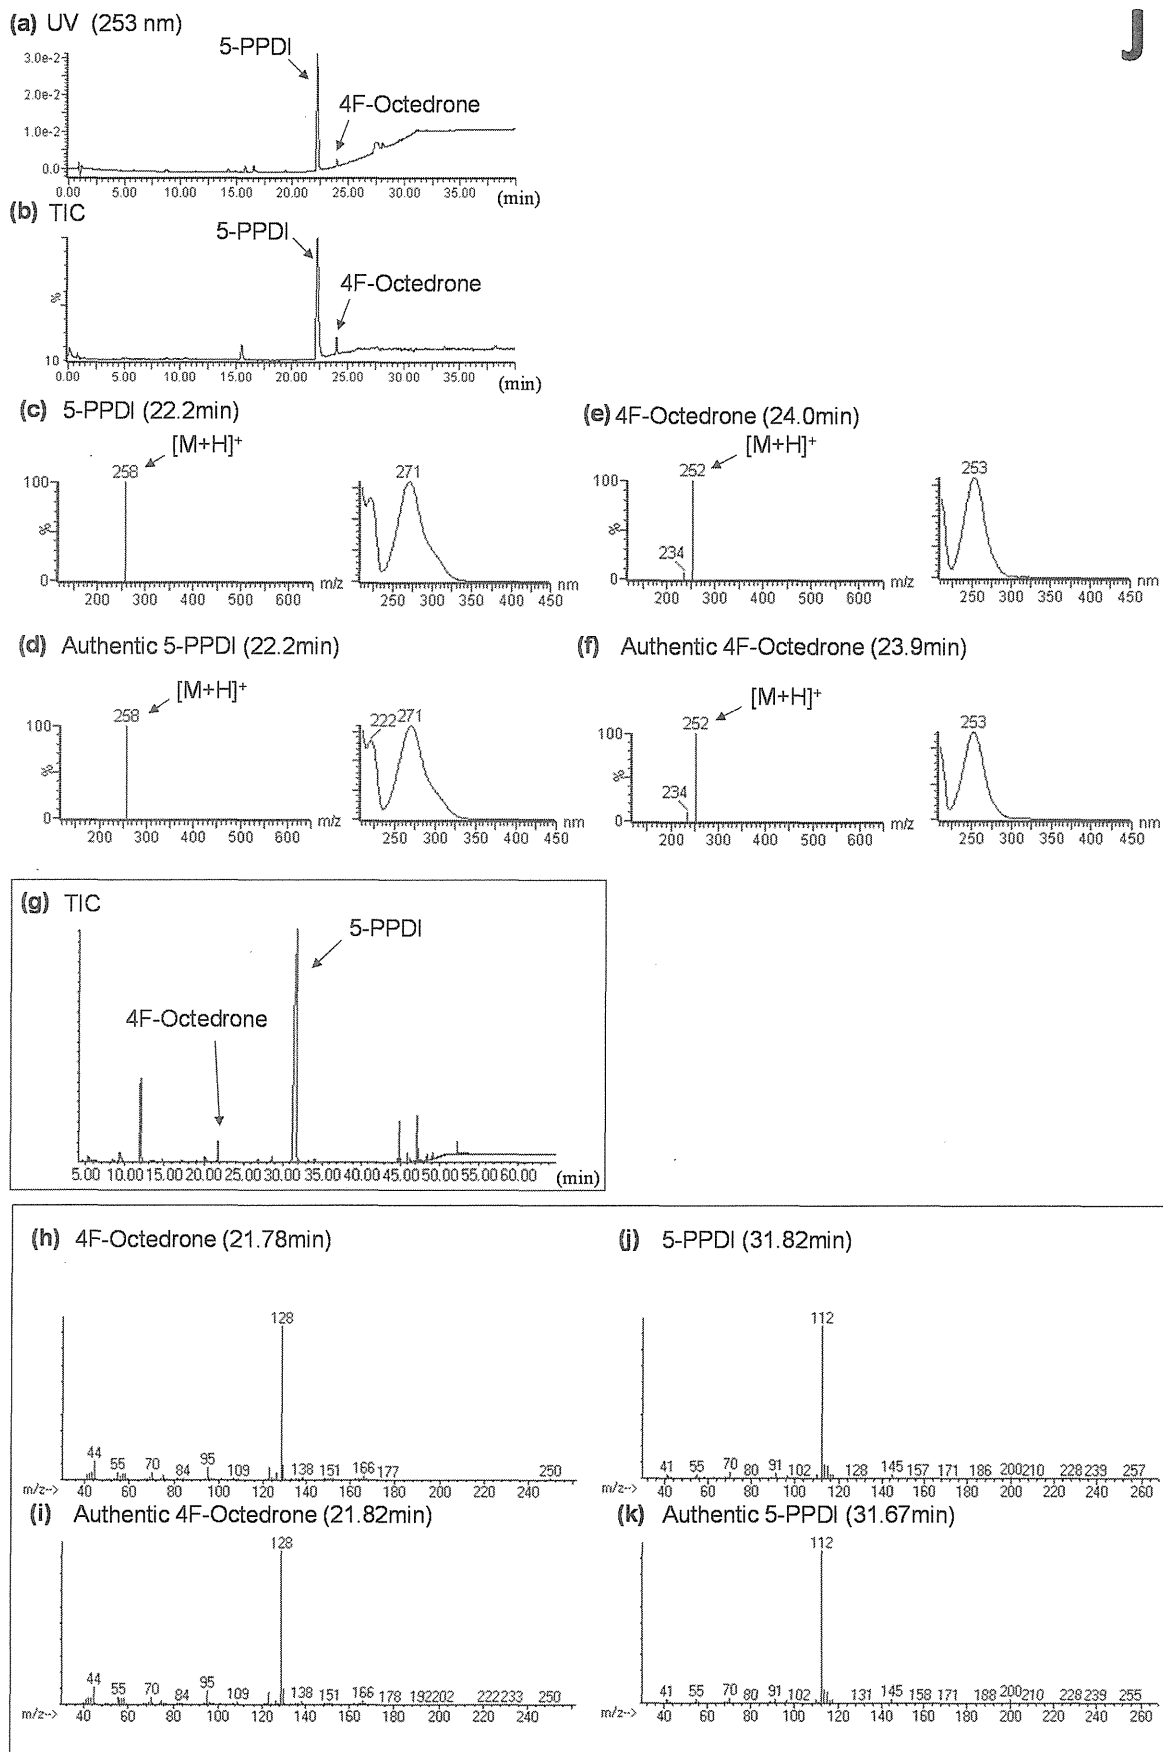 J
(a) UV (253 nm)
5-PPDI
4F-Octedrone
3.0e-2
2.0e-2
1.0e-2
0.0
0.00 5.00 10.00 15.00 20.00 25.00 30.00 35.00 (min)
(b) TIC
5-PPDI
4F-Octedrone
%
10
0.00 5.00 10.00 15.00 20.00 25.00 30.00 35.00 (min)
(c) 5-PPDI (22.2min)
[M+H]+
258
271
100
%
0
200 300 400 500 600 m/z
250 300 350 400 450 nm
(e) 4F-Octedrone (24.0min)
[M+H]+
252
253
100
%
234
0
200 300 400 500 600 m/z
250 300 350 400 450 nm
(d) Authentic 5-PPDI (22.2min)
[M+H]+
258
222 271
100
%
0
200 300 400 500 600 m/z
250 300 350 400 450 nm
(f) Authentic 4F-Octedrone (23.9min)
[M+H]+
252
253
100
%
234
0
200 300 400 500 600 m/z
250 300 350 400 450 nm
(g) TIC
5-PPDI
4F-Octedrone
5.00 10.00 15.00 20.00 25.00 30.00 35.00 40.00 45.00 50.00 55.00 60.00 (min)
(h) 4F-Octedrone (21.78min)
128
44 55 70 84 95 109 138 151 166 177 250
m/z--> 40 60 80 100 120 140 160 180 200 220 240
(j) 5-PPDI (31.82min)
112
41 55 70 80 91 102 128 145 157 171 186 200 210 228 239 257
m/z--> 40 60 80 100 120 140 160 180 200 220 240 260
(i) Authentic 4F-Octedrone (21.82min)
128
44 55 70 84 95 109 138 151 166 178 192 202 222 233 250
m/z--> 40 60 80 100 120 140 160 180 200 220 240
(k) Authentic 5-PPDI (31.67min)
112
41 55 70 80 91 102 131 145 158 171 188 200 210 228 239 255
m/z--> 40 60 80 100 120 140 160 180 200 220 240 260